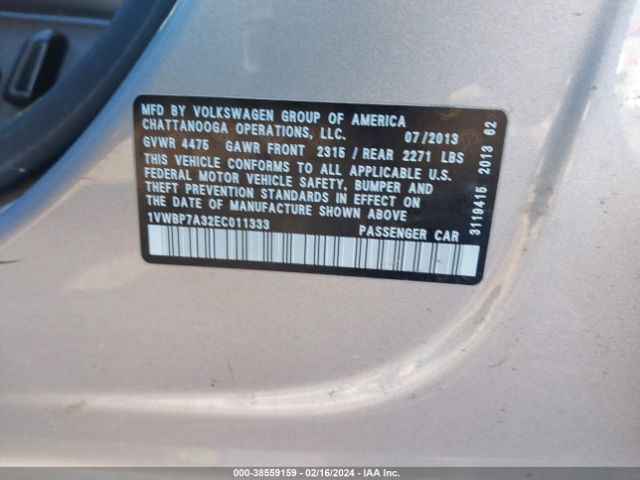 MFD BY VOLKSWAGEN GROUP OF AMERICA
CHATTANOOGA OPERATIONS, LLC. 07/2013
GVWR 4475 GAWR FRONT 2315/REAR 2271 LBS
THIS VEHICLE CONFORMS TO ALL APPLICABLE U.S.
FEDERAL MOTOR VEHICLE SAFETY, BUMPER AND
THEFT PREVENTION STANDARDS IN EFFECT ON
THE DATE OF MANUFACTURE SHOWN ABOVE
1VWBP7A32EC011333 PASSENGER CAR
3119415 2013 62
000-38559159 - 02/16/2024 - IAA Inc.